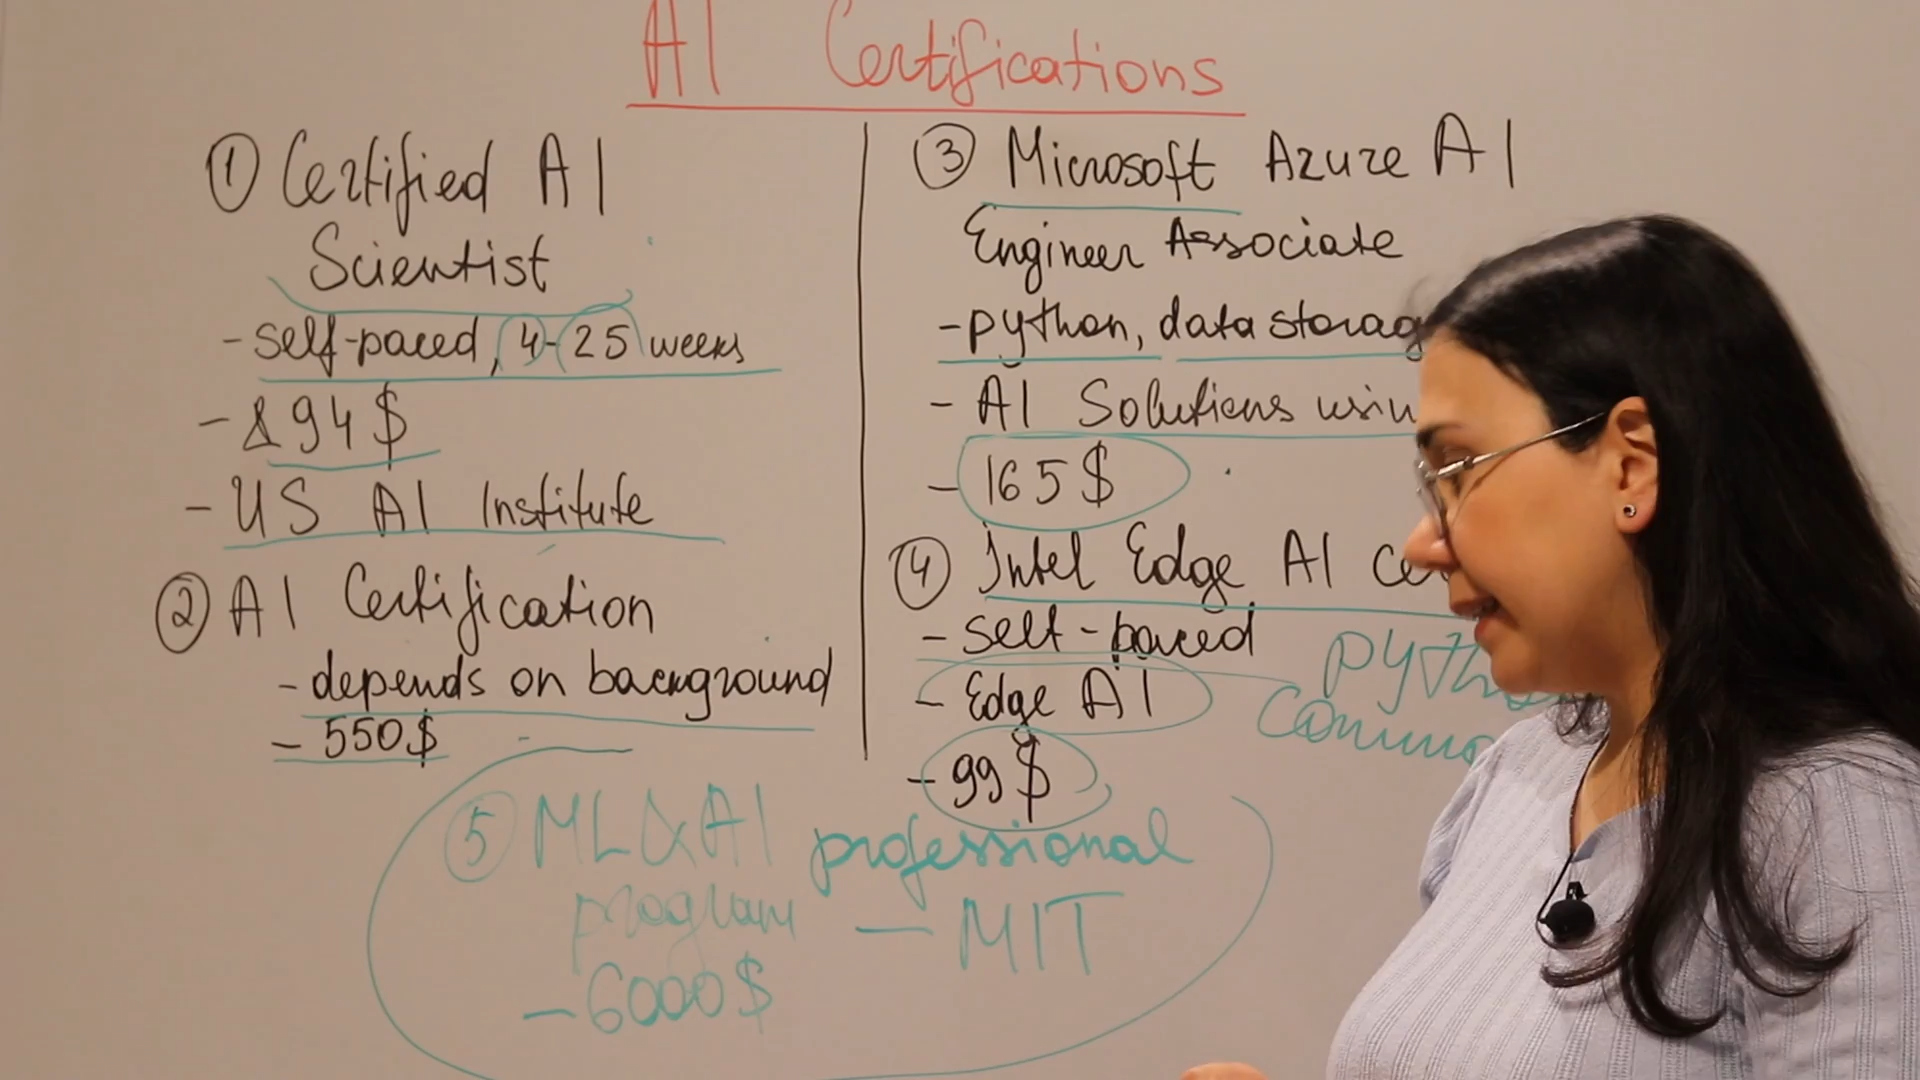 AI Certifications
① Certified AI
Scientist
- self-paced, 4-25 weeks
- 894$
- US AI Institute
② AI Certification
- depends on background
- 550$
③ Microsoft Azure AI
Engineer Associate
- python, data storag
- AI Solutions usin
- 165$
④ Intel Edge AI ce
- self-paced
- Edge AI
- 99$
pyth
Commo
⑤ ML&AI professional
program — MIT
- 6000$